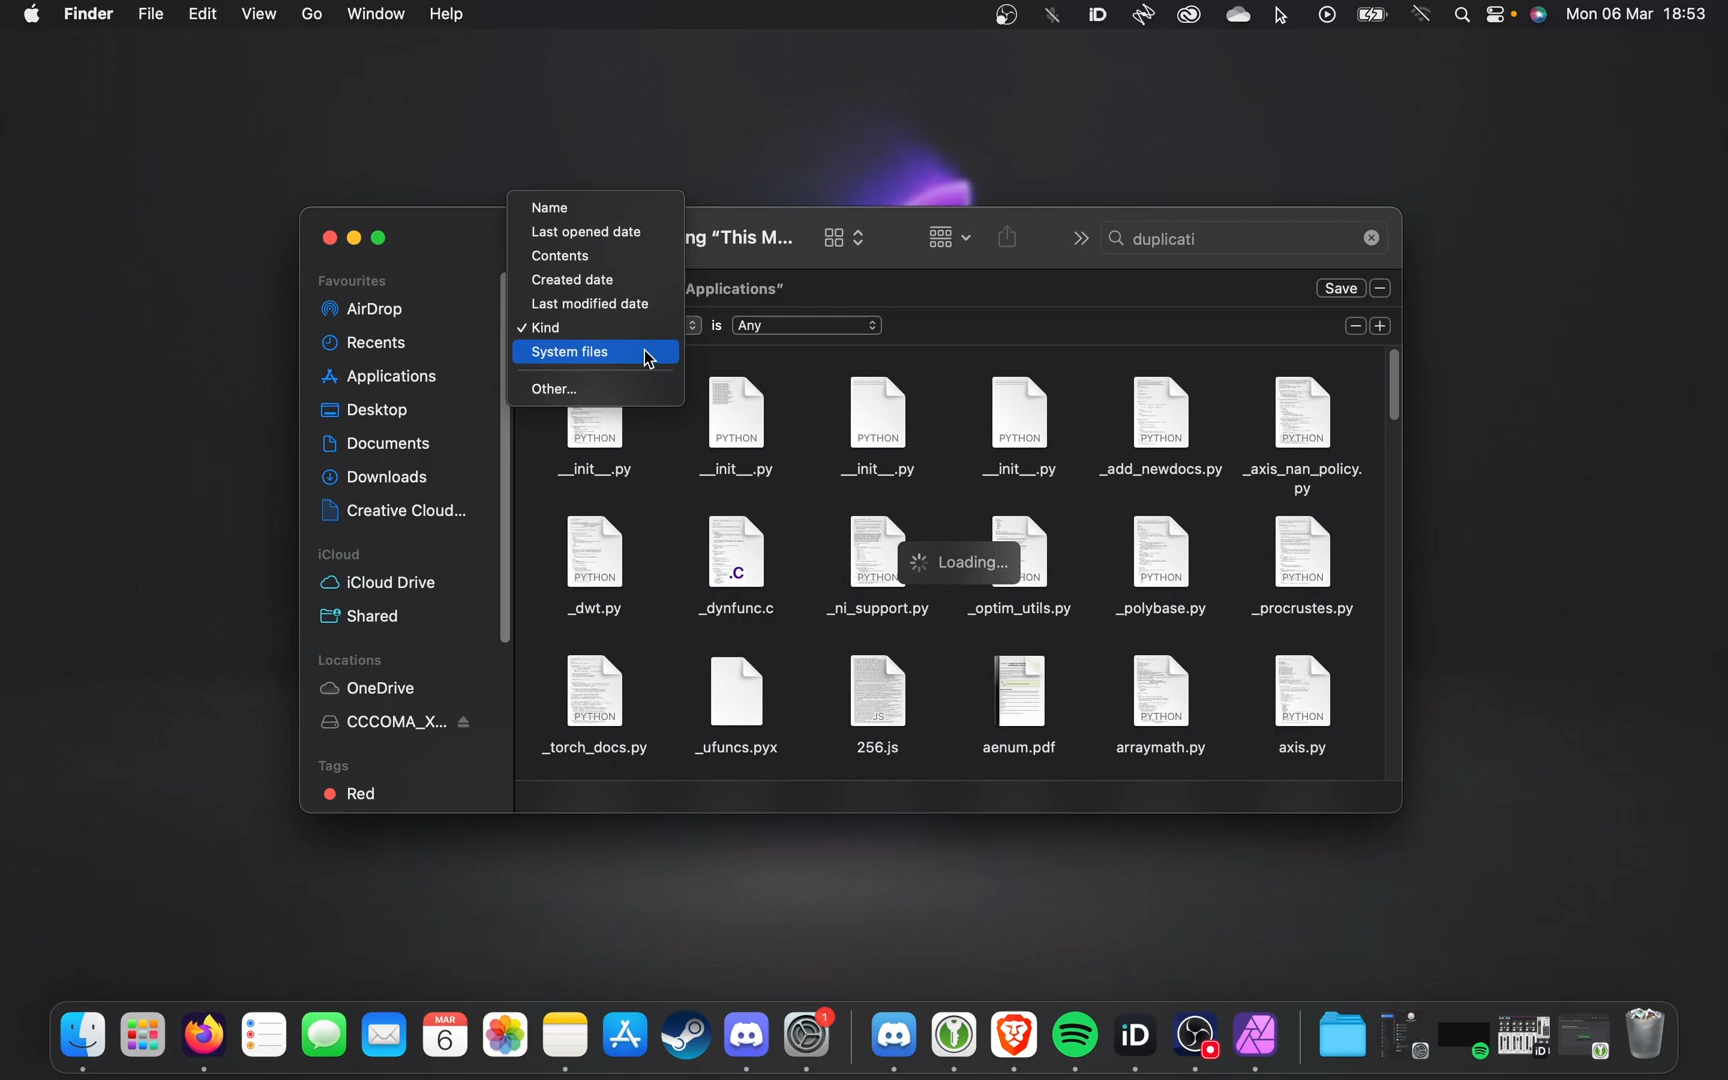 Finder File Edit View Go Window Help iD Mon 06 Mar 18:53
Name
Last opened date
Contents
Created date
Last modified date
✓ Kind
System files
Other...
ng “This M... duplicati
Applications” Save
is Any
Favourites
AirDrop
Recents
Applications
Desktop
Documents
Downloads
Creative Cloud...
iCloud
iCloud Drive
Shared
Locations
OneDrive
CCCOMA_X...
Tags
Red
PYTHON PYTHON PYTHON PYTHON PYTHON PYTHON
__init__.py __init__.py __init__.py __init__.py _add_newdocs.py _axis_nan_policy.
py
PYTHON .C PYTHON ION PYTHON PYTHON
Loading...
_dwt.py _dynfunc.c _ni_support.py _optim_utils.py _polybase.py _procrustes.py
PYTHON JS PYTHON PYTHON
_torch_docs.py _ufuncs.pyx 256.js aenum.pdf arraymath.py axis.py
MAR
6
1
iD
iD